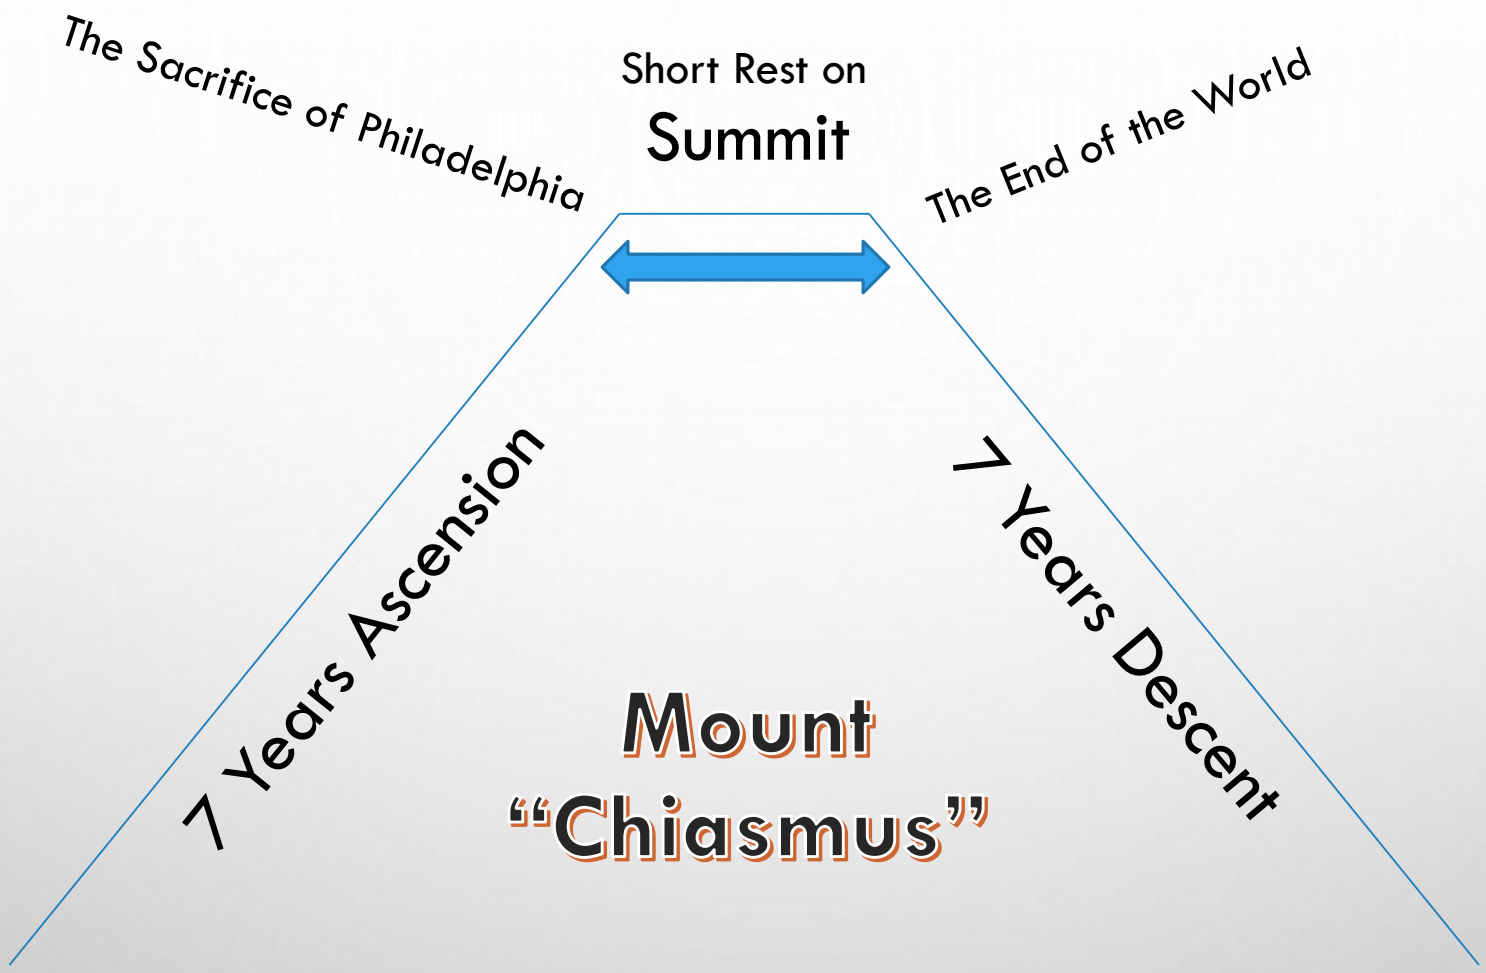 The Sacrifice of Philadelphia
Short Rest on
Summit
The End of the World
7 Years Ascension
7 Years Descent
Mount
“Chiasmus”